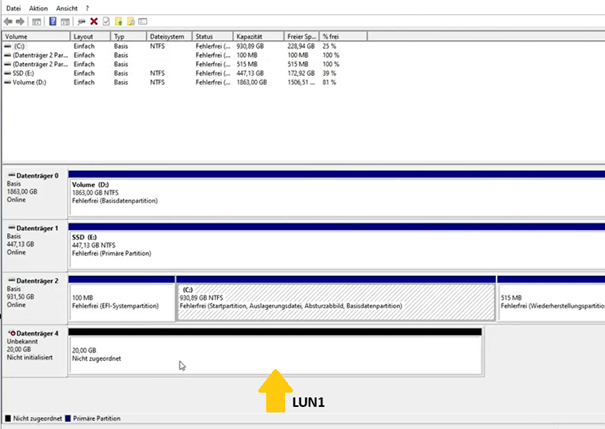 Datei Aktion Ansicht ?
Volume Layout Typ Dateisystem Status Kapazität Freier Sp... % frei
(C:) Einfach Basis NTFS Fehlerfrei (... 930,89 GB 228,94 GB 25 %
(Datenträger 2 Par... Einfach Basis Fehlerfrei (... 100 MB 100 MB 100 %
(Datenträger 2 Par... Einfach Basis Fehlerfrei (... 515 MB 515 MB 100 %
SSD (E:) Einfach Basis NTFS Fehlerfrei (... 447,13 GB 172,92 GB 39 %
Volume (D:) Einfach Basis NTFS Fehlerfrei (... 1863,00 GB 1506,51 ... 81 %
Datenträger 0
Basis
1863,00 GB
Online
Volume (D:)
1863,00 GB NTFS
Fehlerfrei (Basisdatenpartition)
Datenträger 1
Basis
447,13 GB
Online
SSD (E:)
447,13 GB NTFS
Fehlerfrei (Primäre Partition)
Datenträger 2
Basis
931,50 GB
Online
100 MB
Fehlerfrei (EFI-Systempartition)
(C:)
930,89 GB NTFS
Fehlerfrei (Startpartition, Auslagerungsdatei, Absturzabbild, Basisdatenpartition)
515 MB
Fehlerfrei (Wiederherstellungspartition
Datenträger 4
Unbekannt
20,00 GB
Nicht initialisiert
20,00 GB
Nicht zugeordnet
LUN1
Nicht zugeordnet Primäre Partition